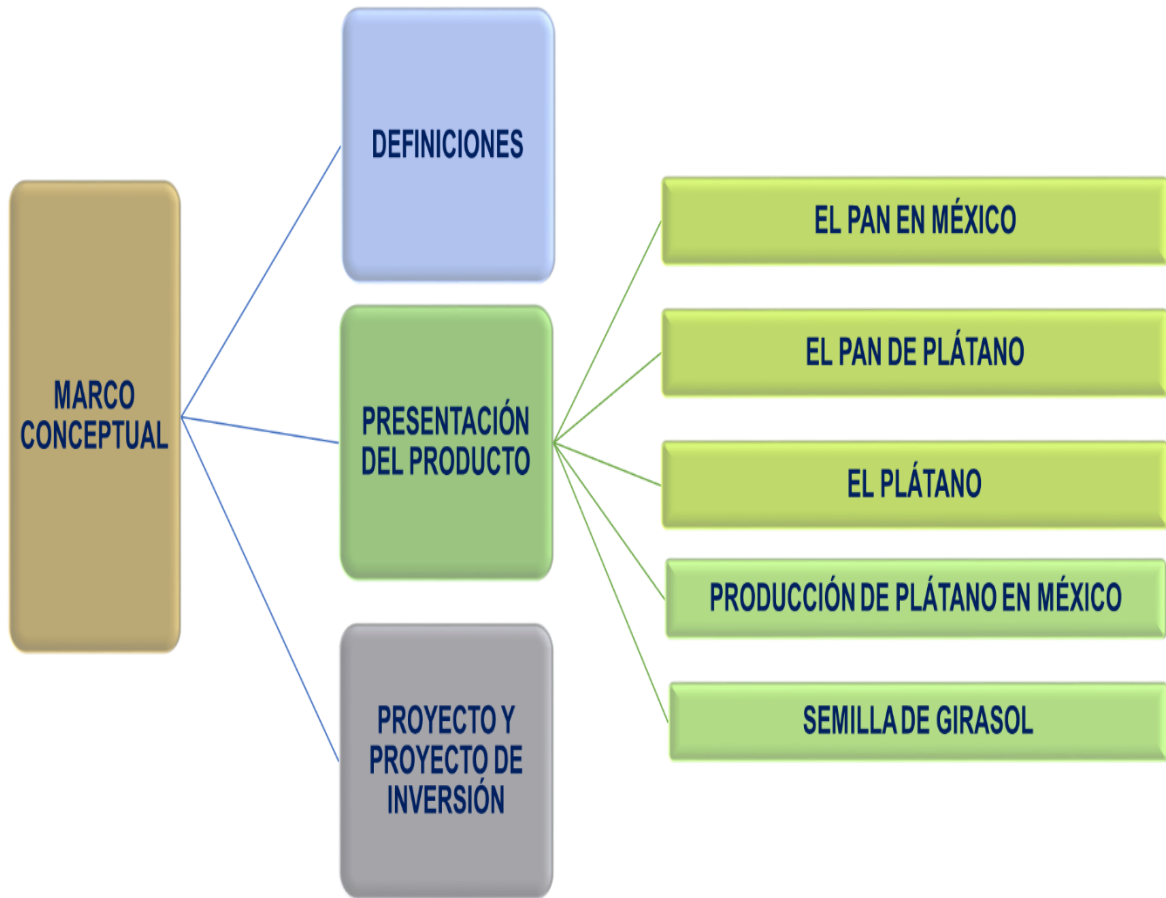 MARCO
CONCEPTUAL
DEFINICIONES
PRESENTACIÓN
DEL PRODUCTO
EL PAN EN MÉXICO
EL PAN DE PLÁTANO
EL PLÁTANO
PRODUCCIÓN DE PLÁTANO EN MÉXICO
SEMILLA DE GIRASOL
PROYECTO Y
PROYECTO DE
INVERSIÓN